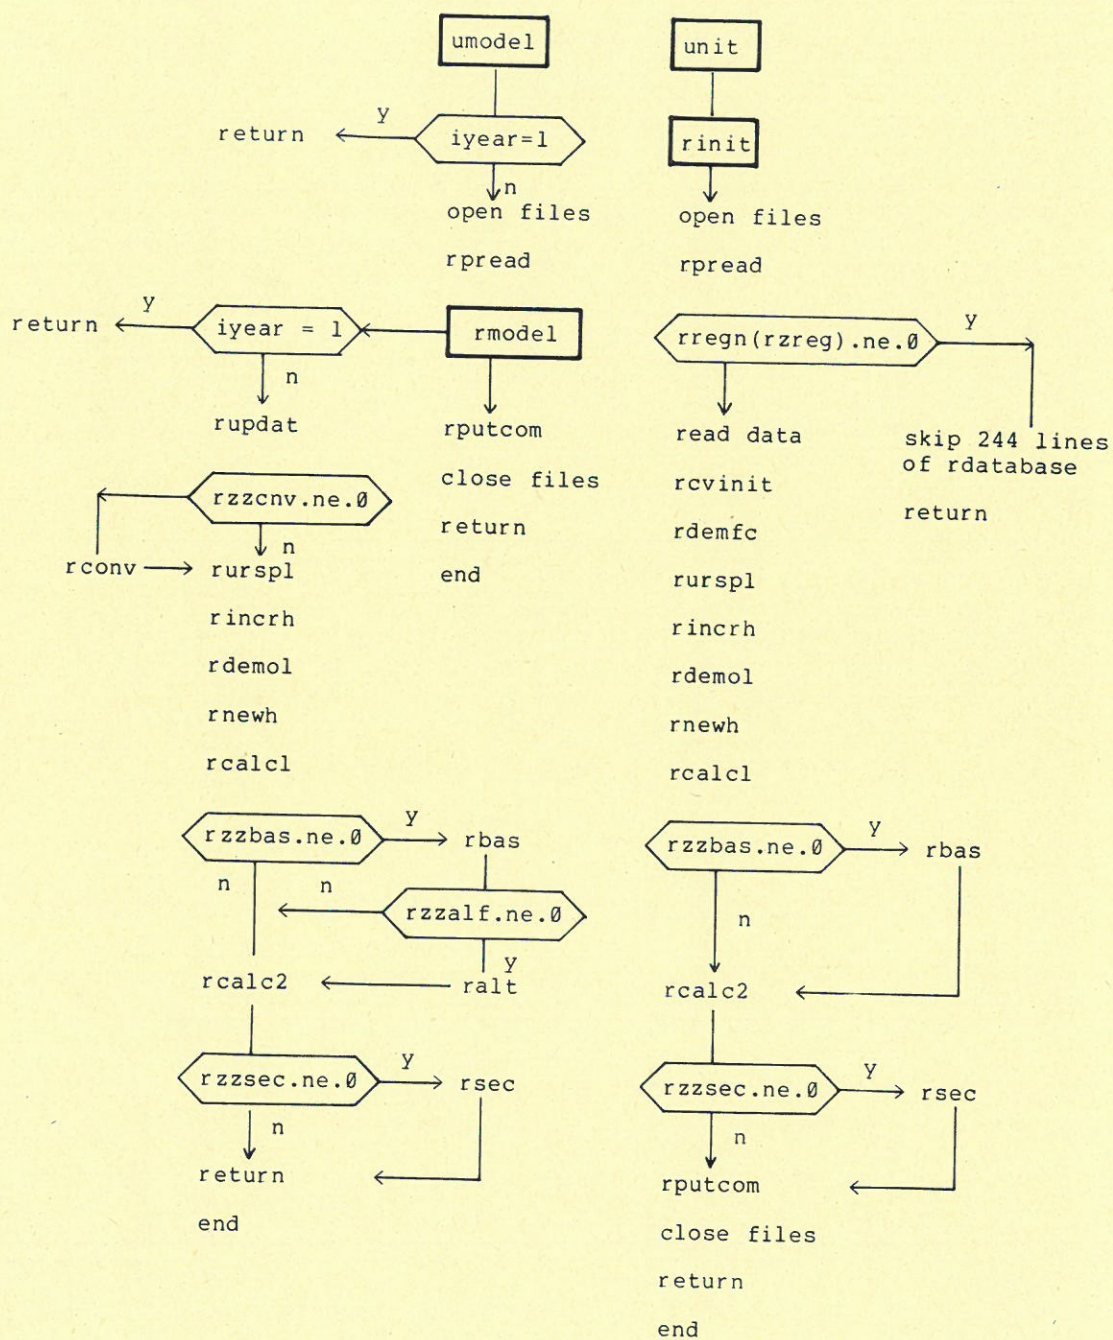 umodel
unit
y
return
iyear=1
rinit
n
open files
open files
rpread
rpread
y
return
iyear = 1
rmodel
rregn(rzreg).ne.0
y
n
rupdat
rputcom
read data
skip 244 lines
of rdatabase
close files
rzzcnv.ne.0
rcvinit
return
return
n
rdemfc
rconv
rurspl
end
rurspl
rincrh
rincrh
rdemol
rdemol
rnewh
rnewh
rcalcl
rcalcl
y
rzzbas.ne.0
rbas
y
rzzbas.ne.0
rbas
n
n
rzzalf.ne.0
n
y
rcalc2
ralt
rcalc2
y
rzzsec.ne.0
rsec
y
rzzsec.ne.0
rsec
n
n
return
rputcom
end
close files
return
end